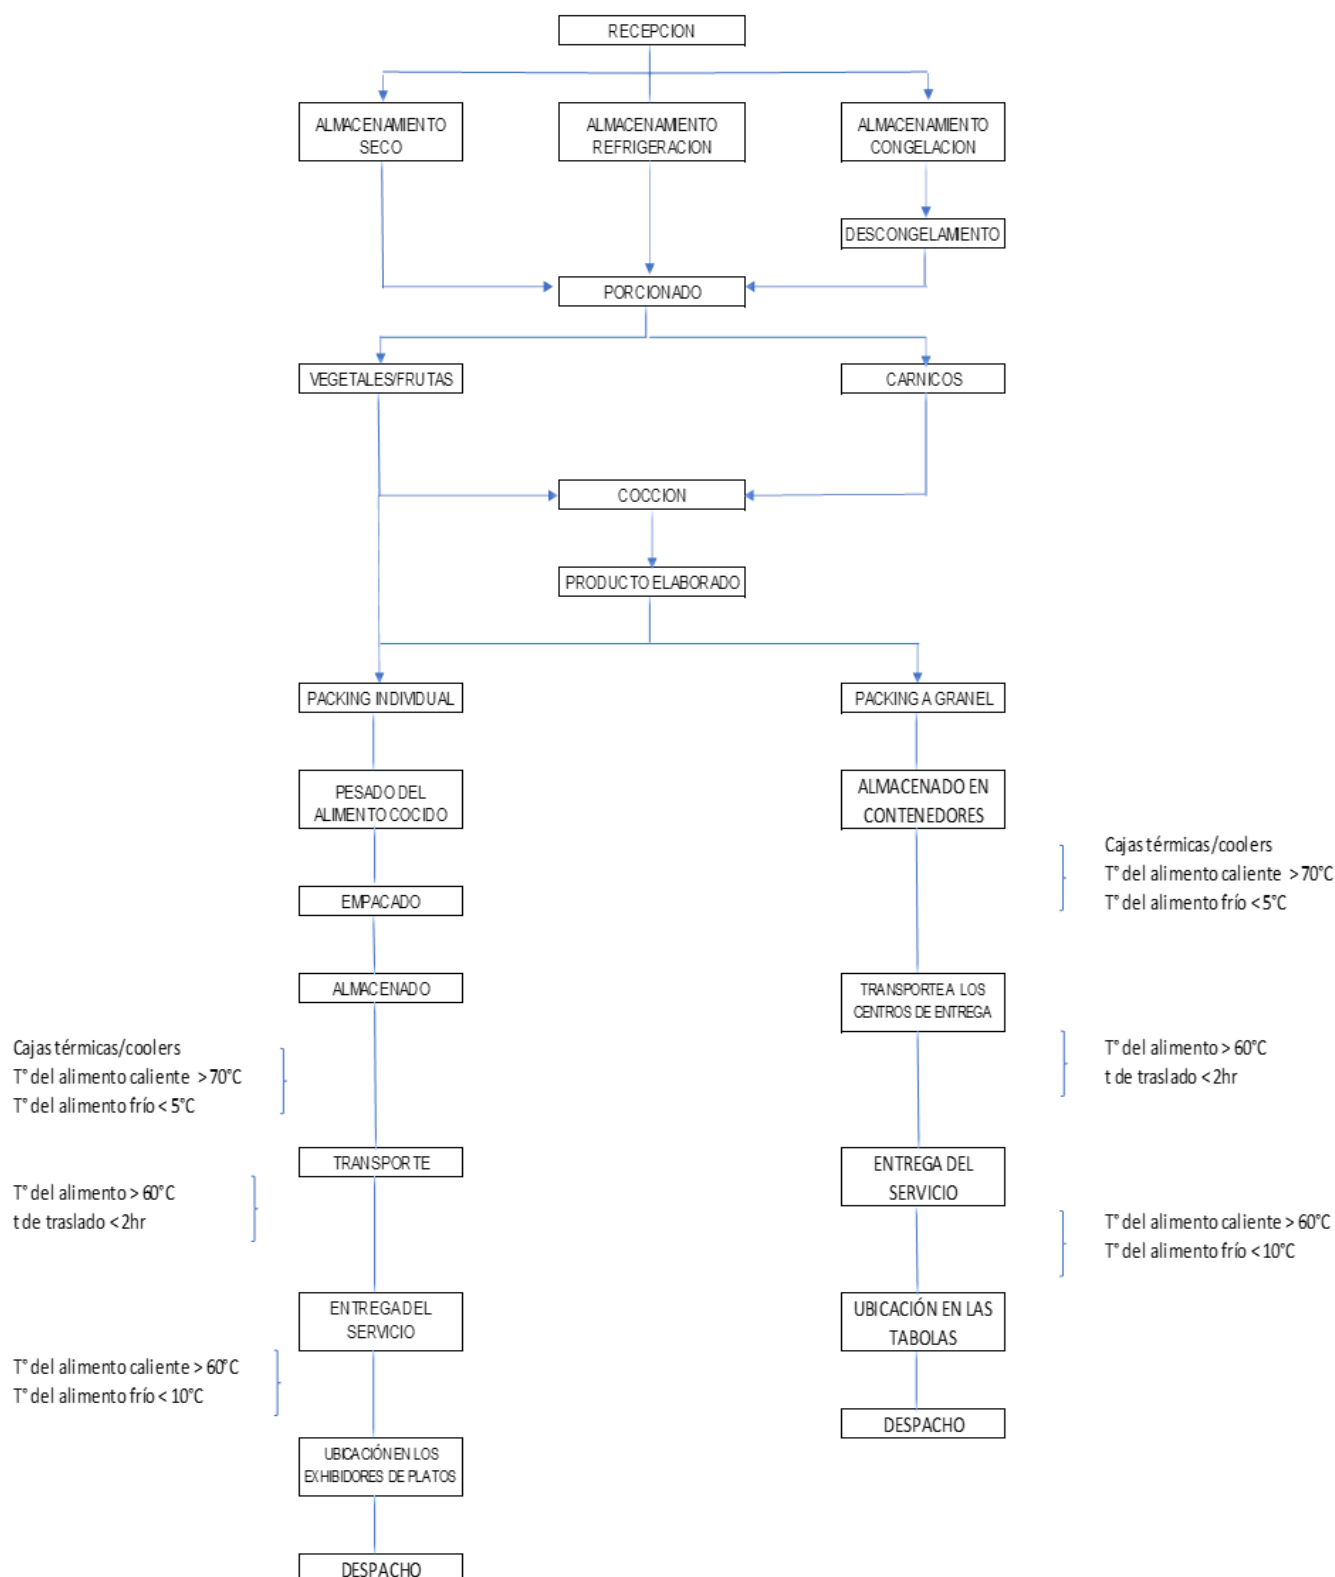 RECEPCION
ALMACENAMIENTO
SECO
ALMACENAMIENTO
REFRIGERACION
ALMACENAMIENTO
CONGELACION
DESCONGELAMIENTO
PORCIONADO
VEGETALES/FRUTAS
CARNICOS
COCCION
PRODUCTO ELABORADO
PACKING INDIVIDUAL
PESADO DEL
ALIMENTO COCIDO
EMPACADO
ALMACENADO
Cajas térmicas/coolers
T° del alimento caliente >70°C
T° del alimento frío < 5°C
TRANSPORTE
T° del alimento > 60°C
t de traslado < 2hr
ENTREGA DEL
SERVICIO
T° del alimento caliente > 60°C
T° del alimento frío < 10°C
UBICACIÓN EN LOS
EXHIBIDORES DE PLATOS
DESPACHO
PACKING A GRANEL
ALMACENADO EN
CONTENEDORES
Cajas térmicas/coolers
T° del alimento caliente >70°C
T° del alimento frío <5°C
TRANSPORTE A LOS
CENTROS DE ENTREGA
T° del alimento > 60°C
t de traslado <2hr
ENTREGA DEL
SERVICIO
T° del alimento caliente > 60°C
T° del alimento frío <10°C
UBICACIÓN EN LAS
TABOLAS
DESPACHO